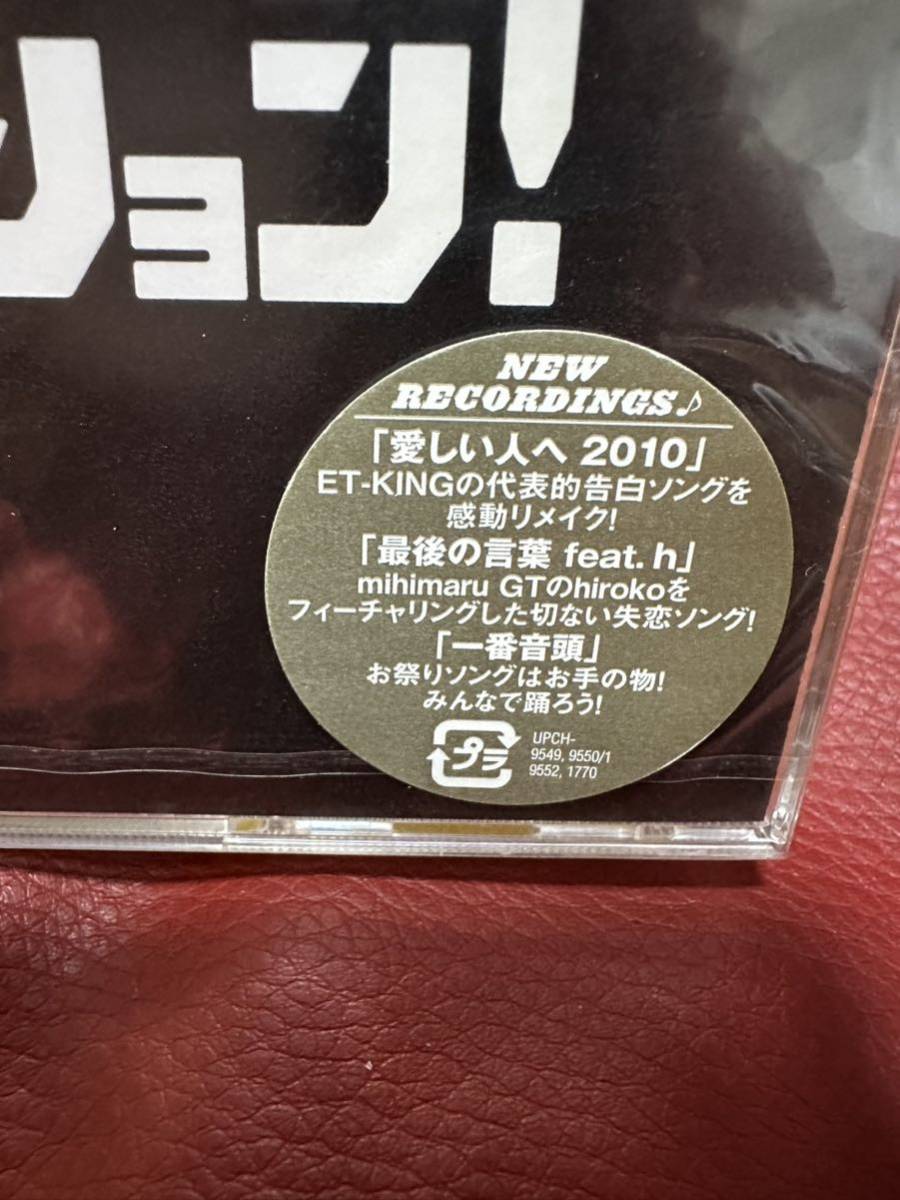 ション!
NEW
RECORDINGS♪
「愛しい人へ 2010」
ET-KINGの代表的告白ソングを
感動リメイク!
「最後の言葉 feat. h」
mihimaru GTのhirokoを
フィーチャリングした切ない失恋ソング!
「一番音頭」
お祭りソングはお手の物!
みんなで踊ろう!
プラ
UPCH-
9549, 9550/1
9552, 1770